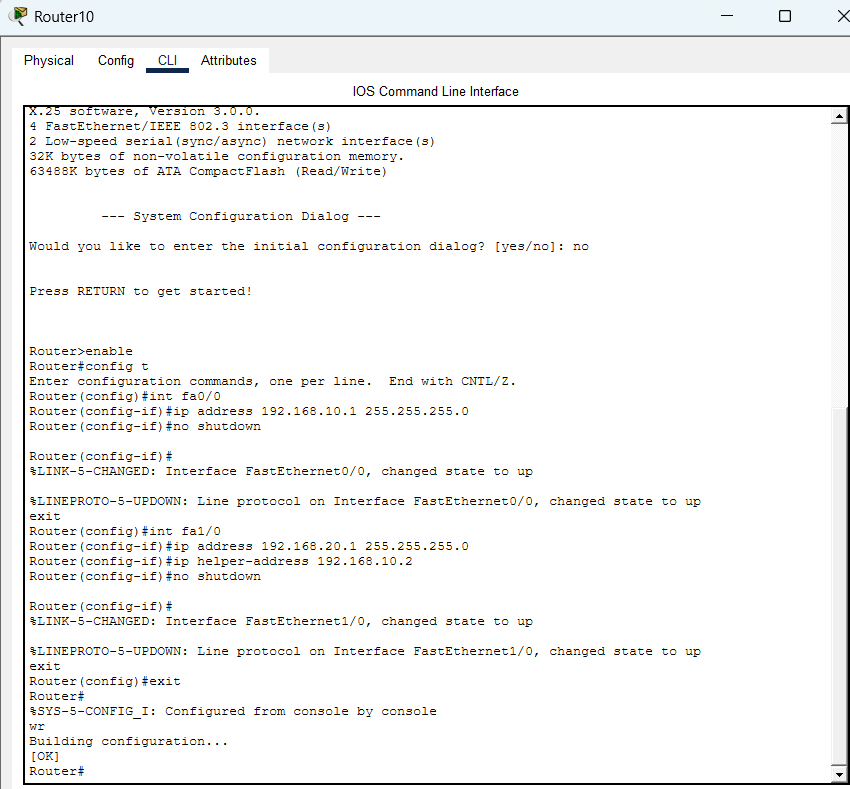 Router10
Physical Config CLI Attributes
IOS Command Line Interface
X.25 software, Version 3.0.0.
4 FastEthernet/IEEE 802.3 interface(s)
2 Low-speed serial(sync/async) network interface(s)
32K bytes of non-volatile configuration memory.
63488K bytes of ATA CompactFlash (Read/Write)
--- System Configuration Dialog ---
Would you like to enter the initial configuration dialog? [yes/no]: no
Press RETURN to get started!
Router>enable
Router#config t
Enter configuration commands, one per line.  End with CNTL/Z.
Router(config)#int fa0/0
Router(config-if)#ip address 192.168.10.1 255.255.255.0
Router(config-if)#no shutdown
Router(config-if)#
%LINK-5-CHANGED: Interface FastEthernet0/0, changed state to up
%LINEPROTO-5-UPDOWN: Line protocol on Interface FastEthernet0/0, changed state to up
exit
Router(config)#int fa1/0
Router(config-if)#ip address 192.168.20.1 255.255.255.0
Router(config-if)#ip helper-address 192.168.10.2
Router(config-if)#no shutdown
Router(config-if)#
%LINK-5-CHANGED: Interface FastEthernet1/0, changed state to up
%LINEPROTO-5-UPDOWN: Line protocol on Interface FastEthernet1/0, changed state to up
exit
Router(config)#exit
Router#
%SYS-5-CONFIG_I: Configured from console by console
wr
Building configuration...
[OK]
Router#